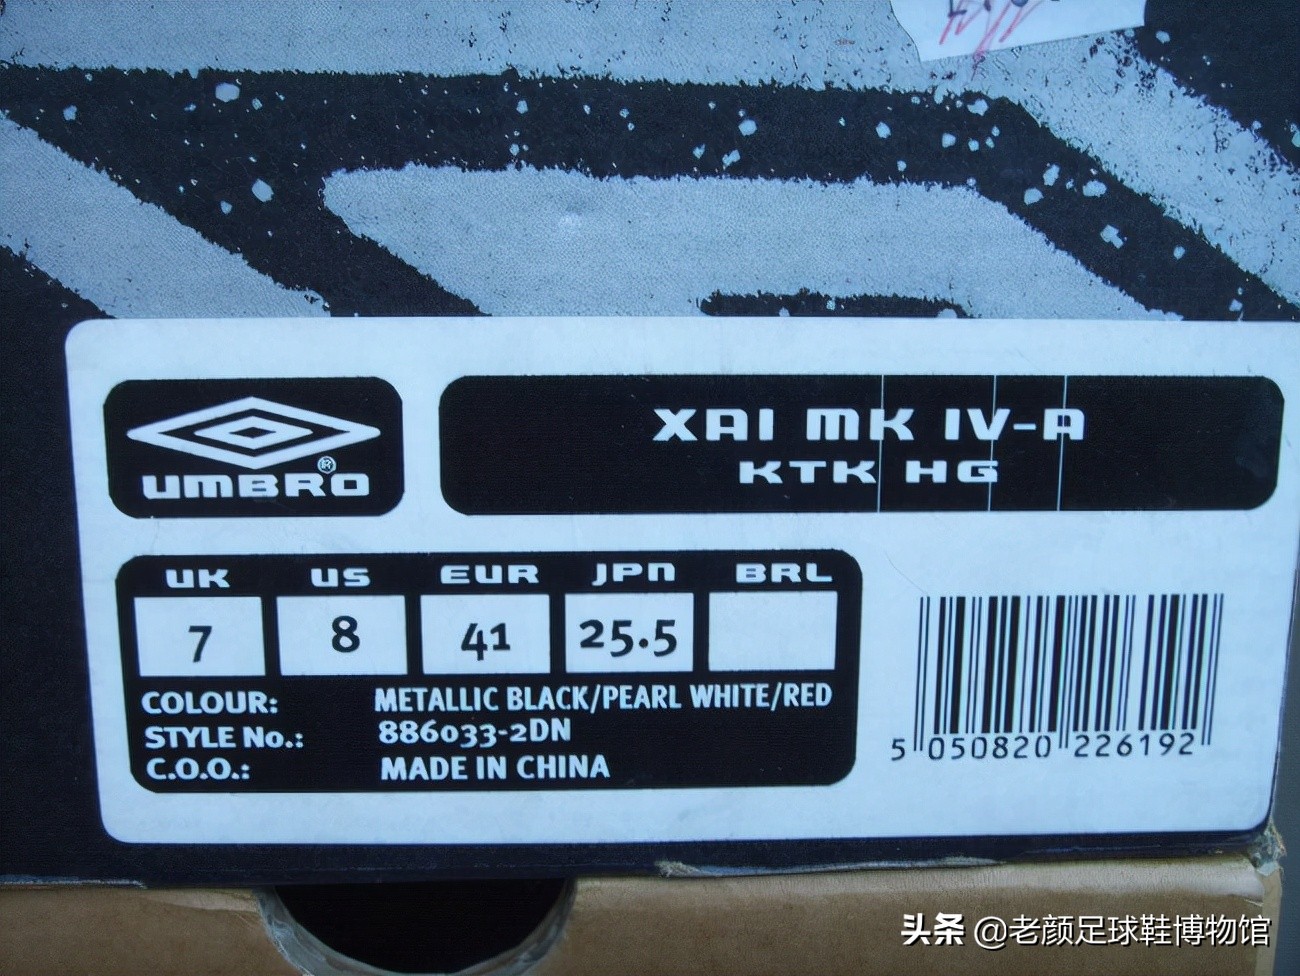 UMBRO®
XAI MK IV-A
KTK HG
UK US EUR JPN BRL
7 8 41 25.5
COLOUR: METALLIC BLACK/PEARL WHITE/RED
STYLE No.: 886033-2DN
C.O.O.: MADE IN CHINA
5 050820 226192
头条 @老颜足球鞋博物馆